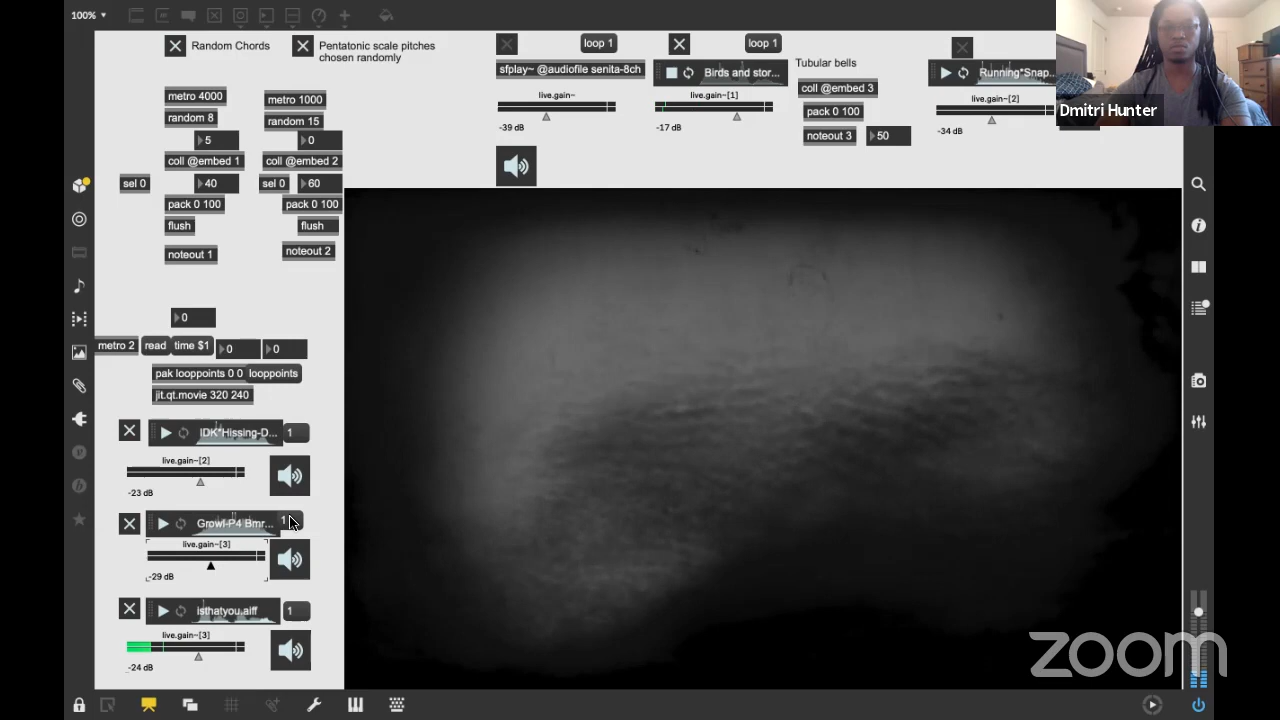 100%
Random Chords
Pentatonic scale pitches
chosen randomly
loop 1
loop 1
sfplay~ @audiofile senita-8ch
Birds and stor...
Tubular bells
Running*Snap...
live.gain~
live.gain~[1]
live.gain~[2]
-39 dB
-17 dB
-34 dB
coll @embed 3
pack 0 100
noteout 3
50
Dmitri Hunter
metro 4000
metro 1000
random 8
random 15
5
0
coll @embed 1
coll @embed 2
sel 0
40
sel 0
60
pack 0 100
pack 0 100
flush
flush
noteout 1
noteout 2
0
metro 2
read
time $1
0
0
pak looppoints 0 0
looppoints
jit.qt.movie 320 240
IDK*Hissing-D...
1
live.gain~[2]
-23 dB
Growl-P4 Bmr...
1
live.gain~[3]
-29 dB
isthatyou.aiff
1
live.gain~[3]
-24 dB
zoom